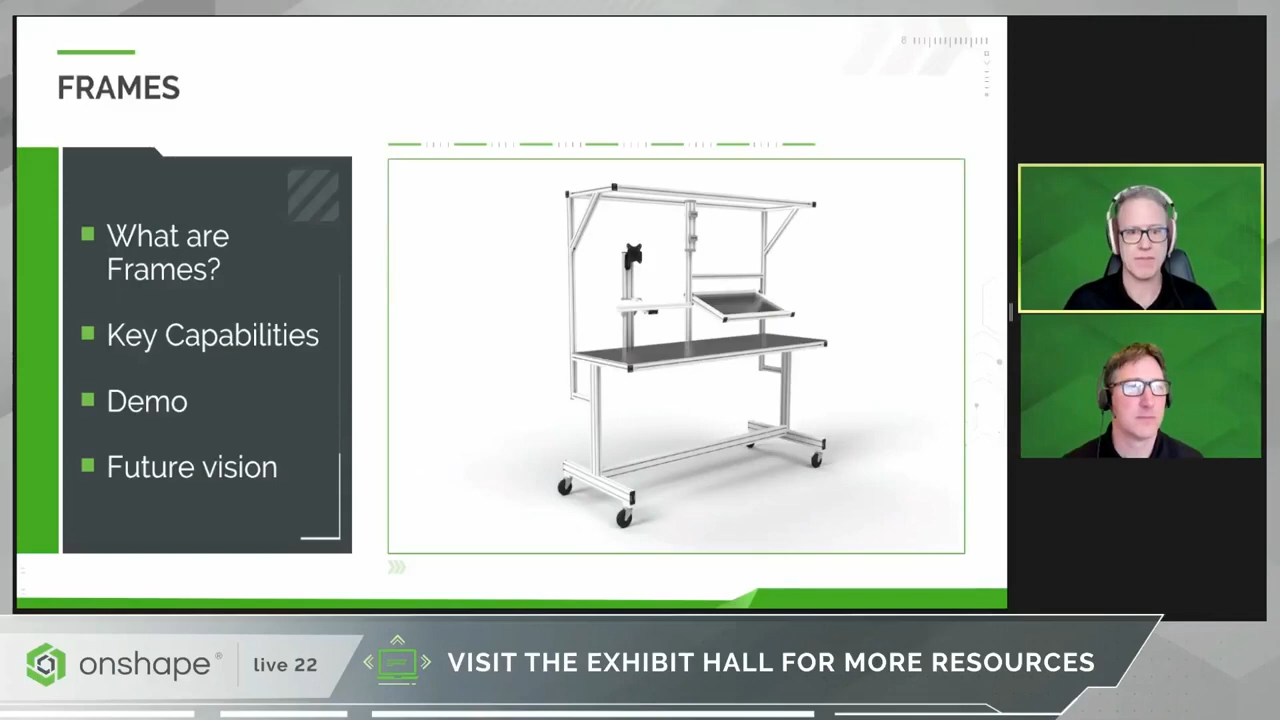 FRAMES
What are
Frames?
Key Capabilities
Demo
Future vision
onshape®
live 22
VISIT THE EXHIBIT HALL FOR MORE RESOURCES